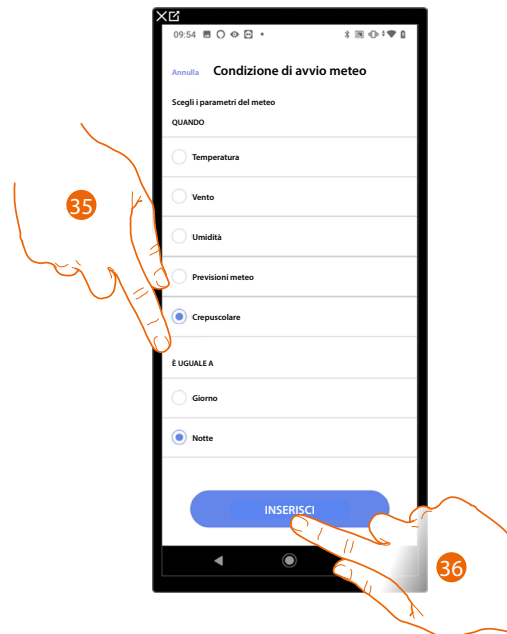 09:54
Annulla Condizione di avvio meteo
Scegli i parametri del meteo
QUANDO
Temperatura
Vento
Umidità
Previsioni meteo
Crepuscolare
È UGUALE A
Giorno
Notte
INSERISCI
35
36